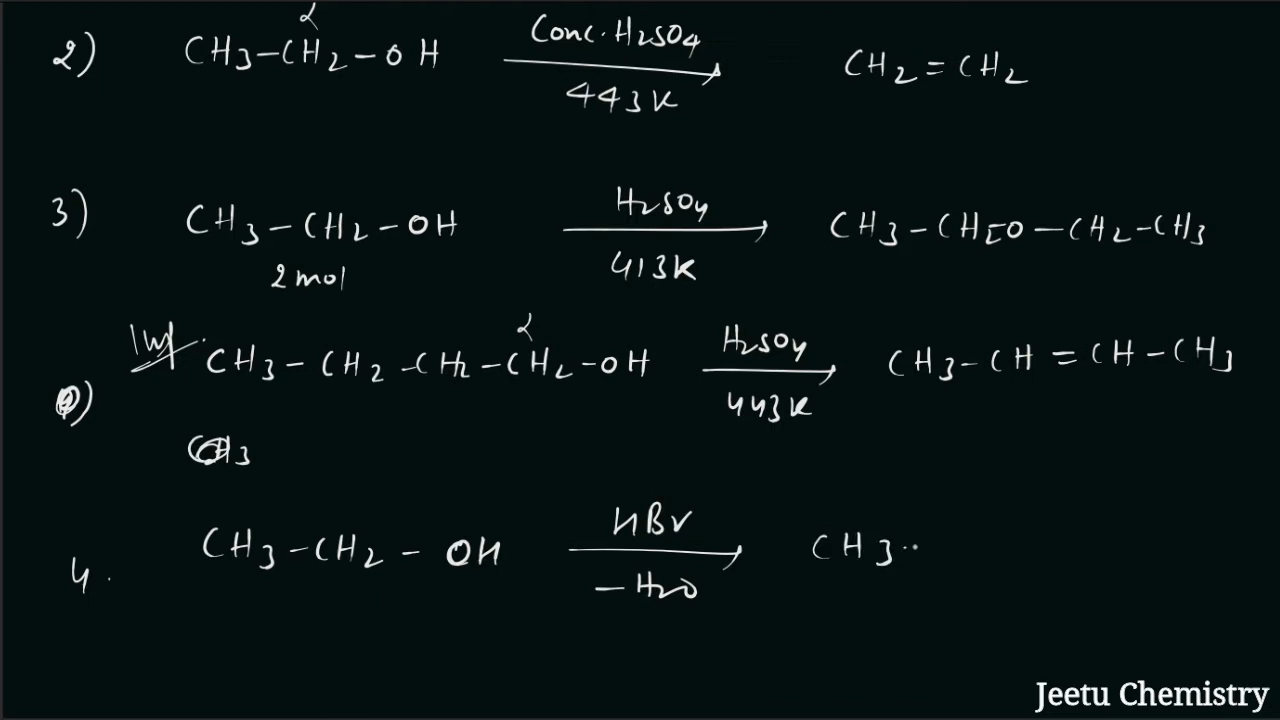 α
2) CH3-CH2-OH Conc. H2SO4 443K CH2=CH2
3) CH3-CH2-OH H2SO4 413K CH3-CH2-O-CH2-CH3
2 mol
α
Imp. CH3-CH2-CH2-CH2-OH H2SO4 443K CH3-CH=CH-CH3
CH3
4. CH3-CH2-OH HBr -H2O CH3-
Jeetu Chemistry